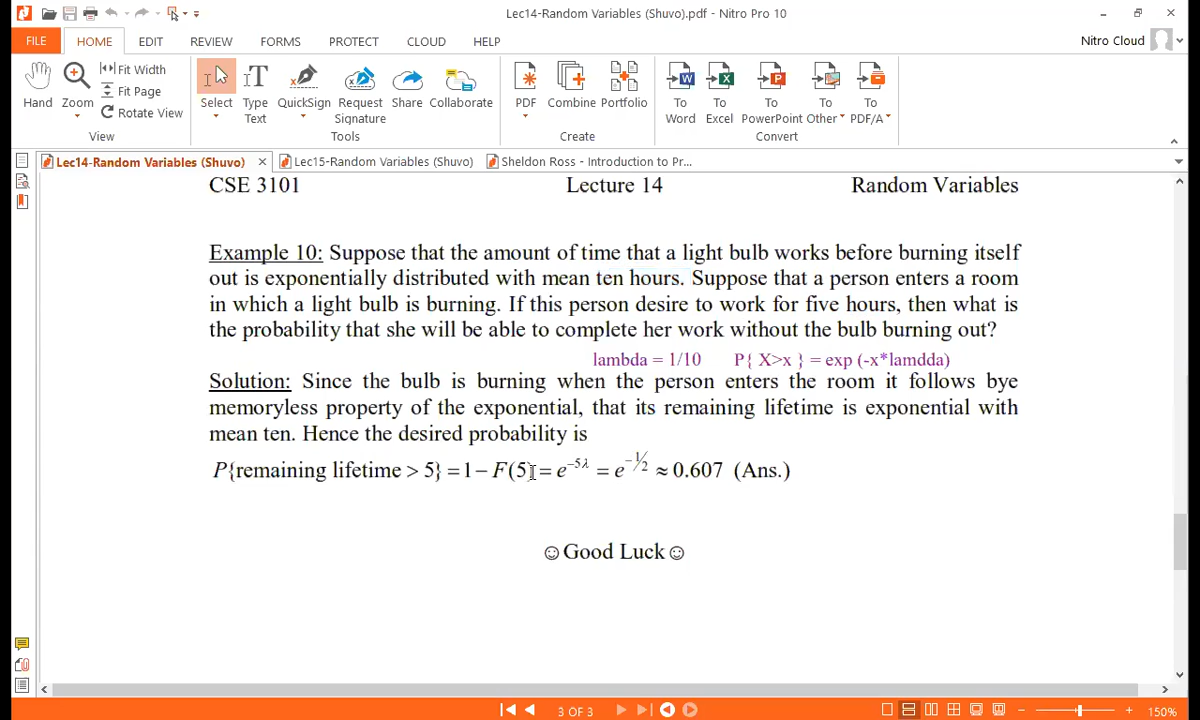 Lec14-Random Variables (Shuvo).pdf - Nitro Pro 10
FILE HOME EDIT REVIEW FORMS PROTECT CLOUD HELP Nitro Cloud
Hand Zoom Fit Width Fit Page Rotate View
View
Select Type Text QuickSign Request Signature Share Collaborate
Tools
PDF Combine Portfolio
Create
To Word To Excel To PowerPoint To Other To PDF/A
Convert
Lec14-Random Variables (Shuvo) Lec15-Random Variables (Shuvo) Sheldon Ross - Introduction to Pr...
CSE 3101 Lecture 14 Random Variables
Example 10: Suppose that the amount of time that a light bulb works before burning itself
out is exponentially distributed with mean ten hours. Suppose that a person enters a room
in which a light bulb is burning. If this person desire to work for five hours, then what is
the probability that she will be able to complete her work without the bulb burning out?
lambda = 1/10 P{ X>x } = exp (-x*lamdda)
Solution: Since the bulb is burning when the person enters the room it follows bye
memoryless property of the exponential, that its remaining lifetime is exponential with
mean ten. Hence the desired probability is
P{remaining lifetime > 5} = 1 − F(5) = e^{−5λ} = e^{−1/2} ≈ 0.607 (Ans.)
☺Good Luck☺
3 OF 3 150%